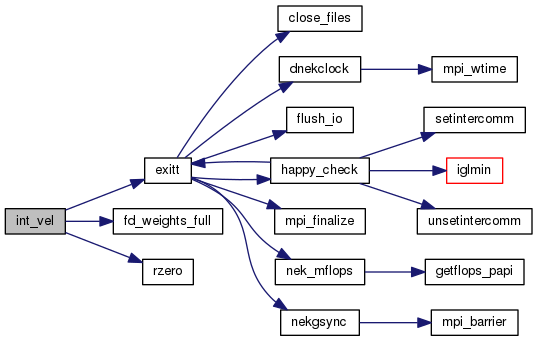 close_files
dnekclock
mpi_wtime
flush_io
setintercomm
exitt
happy_check
iglmin
int_vel
fd_weights_full
mpi_finalize
unsetintercomm
rzero
nek_mflops
getflops_papi
nekgsync
mpi_barrier